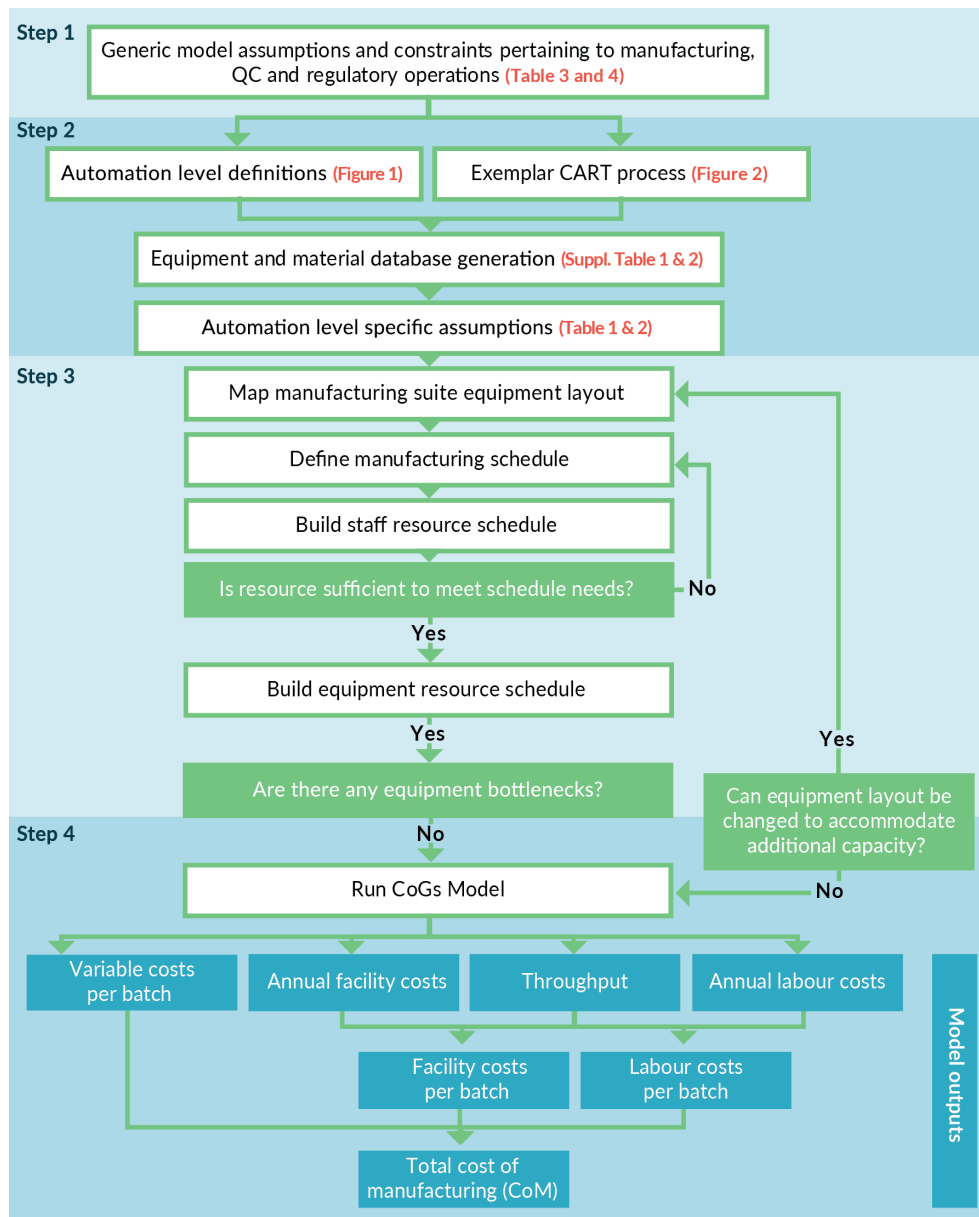 Step 1
Generic model assumptions and constraints pertaining to manufacturing,
QC and regulatory operations (Table 3 and 4)
Step 2
Automation level definitions (Figure 1)
Exemplar CART process (Figure 2)
Equipment and material database generation (Suppl. Table 1 & 2)
Automation level specific assumptions (Table 1 & 2)
Step 3
Map manufacturing suite equipment layout
Define manufacturing schedule
Build staff resource schedule
Is resource sufficient to meet schedule needs?
No
Yes
Build equipment resource schedule
Yes
Are there any equipment bottlenecks?
Yes
Can equipment layout be
changed to accommodate
additional capacity?
No
Step 4
No
Run CoGs Model
Variable costs
per batch
Annual facility costs
Throughput
Annual labour costs
Facility costs
per batch
Labour costs
per batch
Total cost of
manufacturing (CoM)
Model outputs